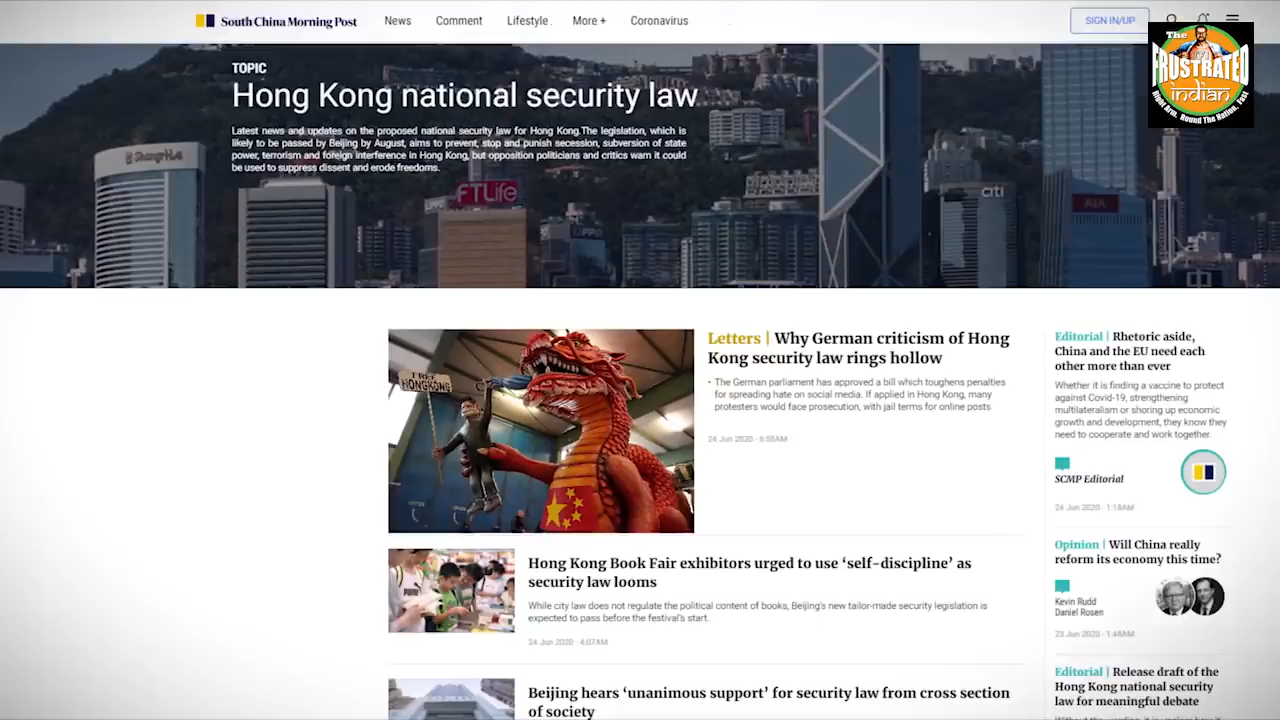 South China Morning Post
News
Comment
Lifestyle
More +
Coronavirus
SIGN IN/UP
The
FRUSTRATED
indian
Right Arm, Round The Nation, Fast
TOPIC
Hong Kong national security law
Latest news and updates on the proposed national security law for Hong Kong.The legislation, which is
likely to be passed by Beijing by August, aims to prevent, stop and punish secession, subversion of state
power, terrorism and foreign interference in Hong Kong, but opposition politicians and critics warn it could
be used to suppress dissent and erode freedoms.
Shangri-La
FTLife
citi
AIA
FREE
HONGKONG
Letters | Why German criticism of Hong
Kong security law rings hollow
• The German parliament has approved a bill which toughens penalties
for spreading hate on social media. If applied in Hong Kong, many
protesters would face prosecution, with jail terms for online posts
24 Jun 2020 - 6:55AM
Hong Kong Book Fair exhibitors urged to use ‘self-discipline’ as
security law looms
While city law does not regulate the political content of books, Beijing's new tailor-made security legislation is
expected to pass before the festival's start.
24 Jun 2020 - 4:07AM
Beijing hears ‘unanimous support’ for security law from cross section
of society
Editorial | Rhetoric aside,
China and the EU need each
other more than ever
Whether it is finding a vaccine to protect
against Covid-19, strengthening
multilateralism or shoring up economic
growth and development, they know they
need to cooperate and work together.
SCMP Editorial
24 Jun 2020 - 1:18AM
Opinion | Will China really
reform its economy this time?
Kevin Rudd
Daniel Rosen
23 Jun 2020 - 1:48AM
Editorial | Release draft of the
Hong Kong national security
law for meaningful debate